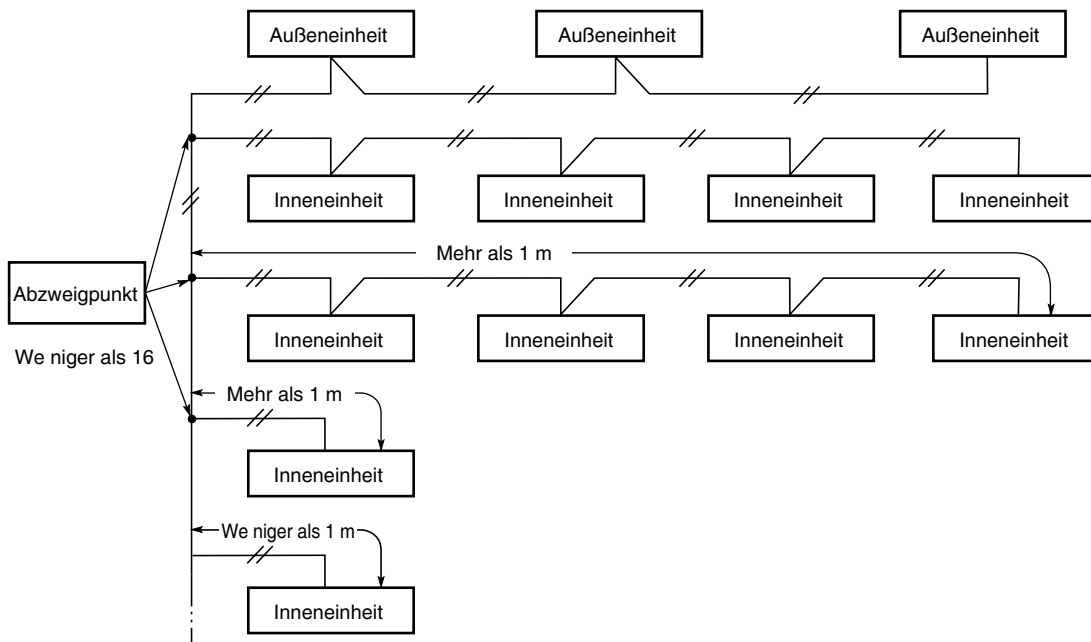 Außeneinheit Außeneinheit Außeneinheit
Inneneinheit Inneneinheit Inneneinheit Inneneinheit
Mehr als 1 m
Abzweigpunkt
Inneneinheit Inneneinheit Inneneinheit Inneneinheit
We niger als 16
Mehr als 1 m
Inneneinheit
We niger als 1 m
Inneneinheit